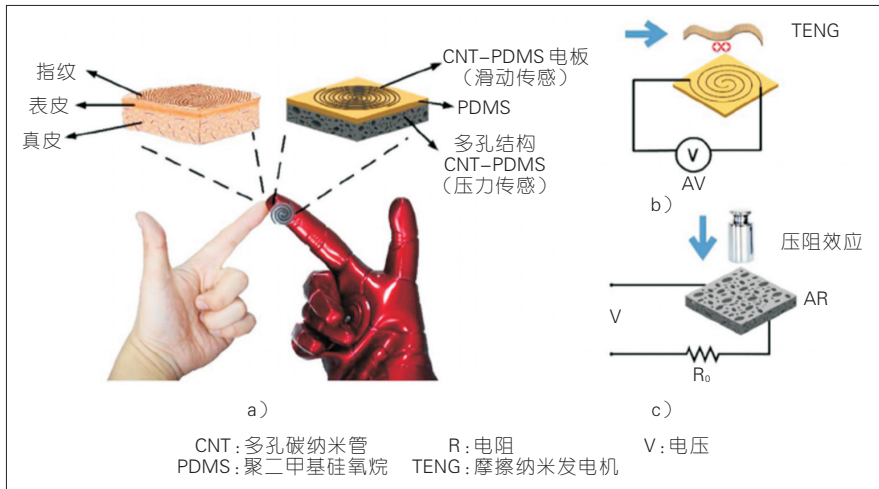 指纹
表皮
真皮
CNT-PDMS 电板
（滑动传感）
PDMS
多孔结构
CNT-PDMS
（压力传感）
a）
TENG
V
AV
b）
压阻效应
AR
V
R₀
c）
CNT：多孔碳纳米管 R：电阻 V：电压
PDMS：聚二甲基硅氧烷 TENG：摩擦纳米发电机